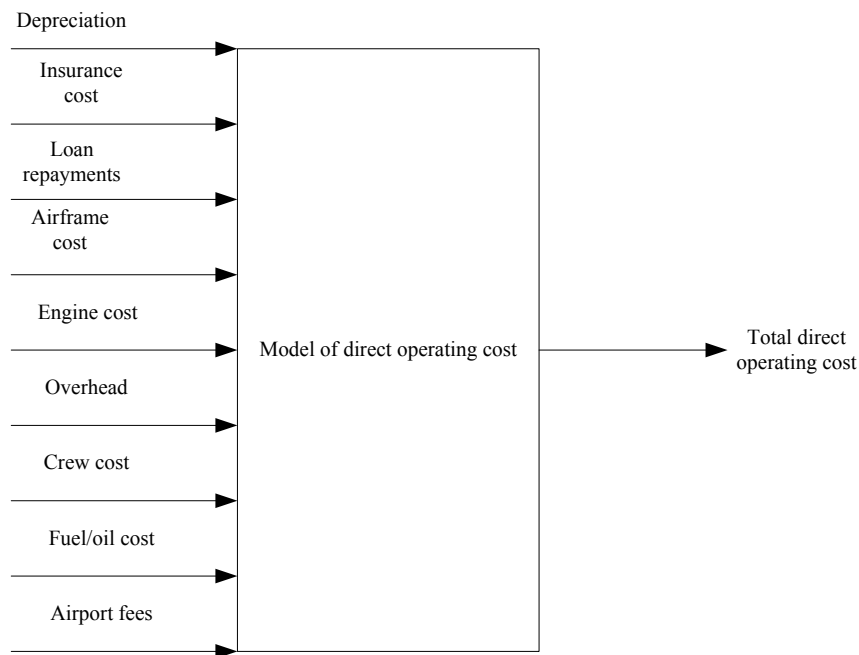 Depreciation
Insurance
cost
Loan
repayments
Airframe
cost
Engine cost
Overhead
Crew cost
Fuel/oil cost
Airport fees
Model of direct operating cost
Total direct
operating cost